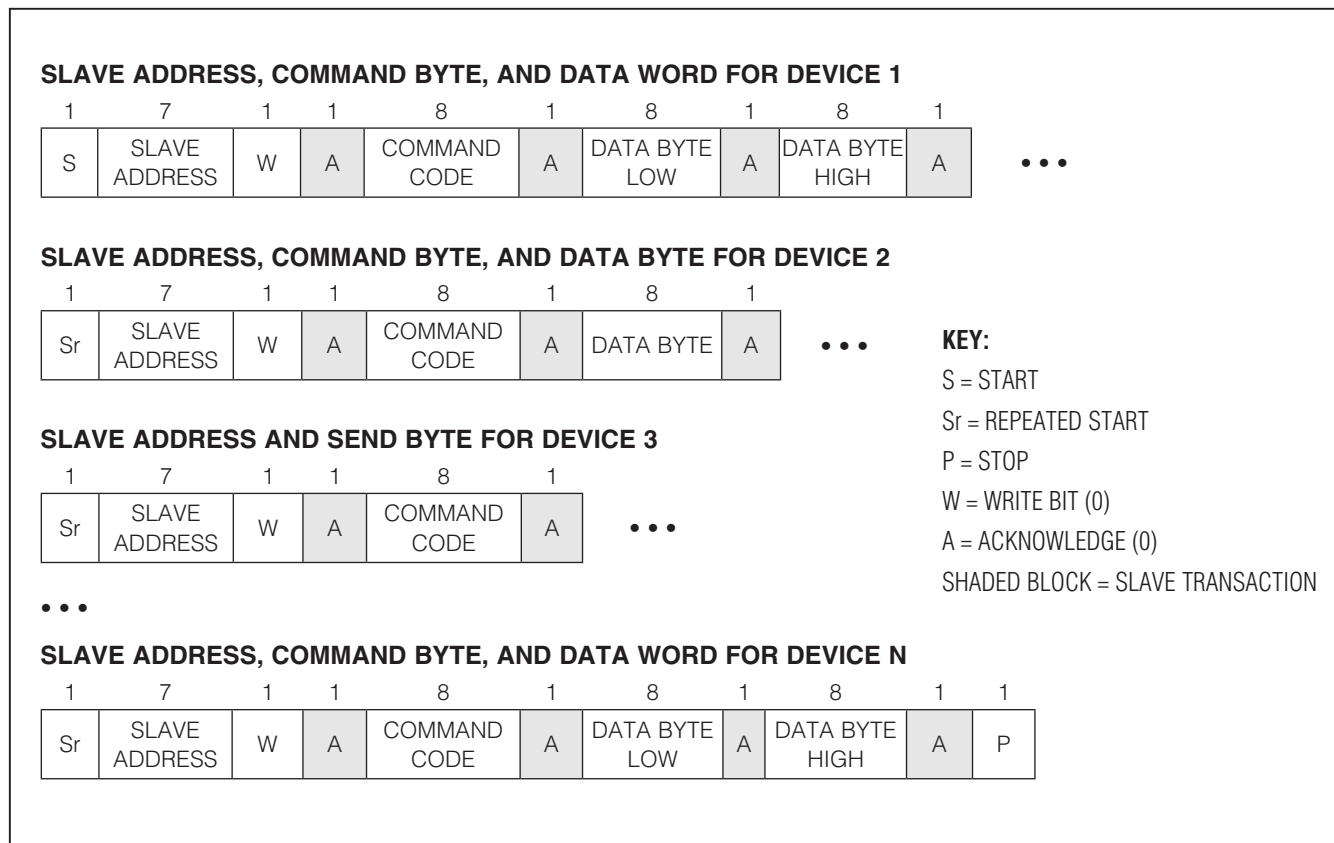 SLAVE ADDRESS, COMMAND BYTE, AND DATA WORD FOR DEVICE 1
1 7 1 1 8 1 8 1 8 1
S SLAVE ADDRESS W A COMMAND CODE A DATA BYTE LOW A DATA BYTE HIGH A •••
SLAVE ADDRESS, COMMAND BYTE, AND DATA BYTE FOR DEVICE 2
1 7 1 1 8 1 8 1
Sr SLAVE ADDRESS W A COMMAND CODE A DATA BYTE A •••
SLAVE ADDRESS AND SEND BYTE FOR DEVICE 3
1 7 1 1 8 1
Sr SLAVE ADDRESS W A COMMAND CODE A •••
•••
SLAVE ADDRESS, COMMAND BYTE, AND DATA WORD FOR DEVICE N
1 7 1 1 8 1 8 1 8 1 1
Sr SLAVE ADDRESS W A COMMAND CODE A DATA BYTE LOW A DATA BYTE HIGH A P
KEY:
S = START
Sr = REPEATED START
P = STOP
W = WRITE BIT (0)
A = ACKNOWLEDGE (0)
SHADED BLOCK = SLAVE TRANSACTION